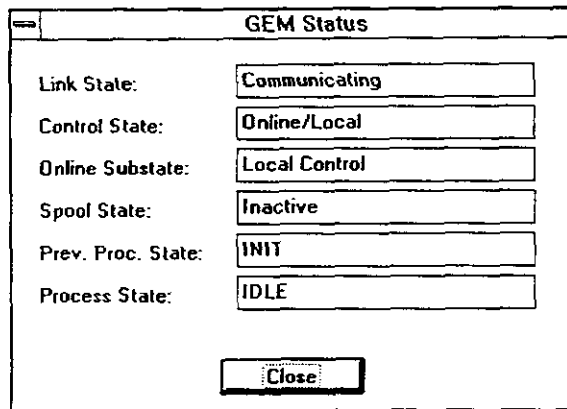 GEM Status
Link State: Communicating
Control State: Online/Local
Online Substate: Local Control
Spool State: Inactive
Prev. Proc. State: INIT
Process State: IDLE
Close